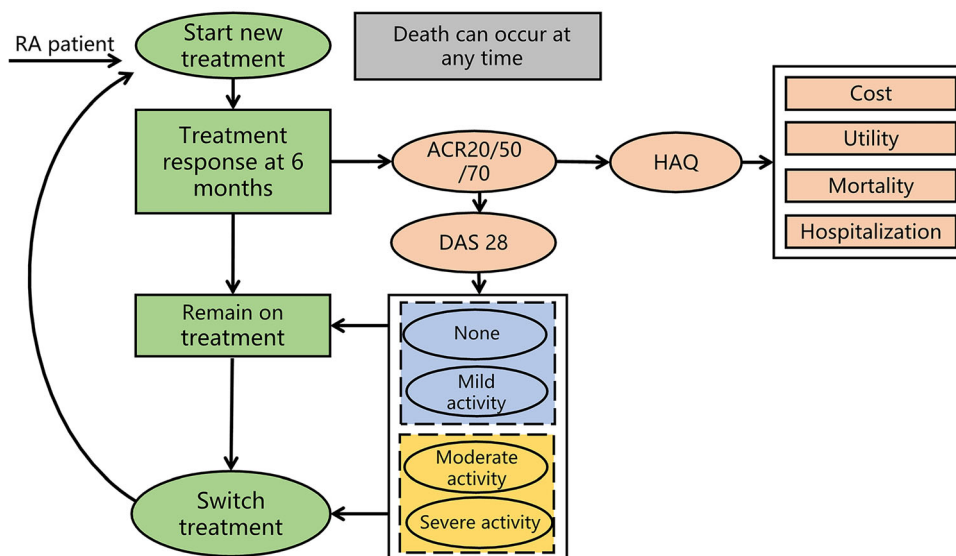 RA patient
Start new
treatment
Death can occur at
any time
Treatment
response at 6
months
ACR20/50
/70
HAQ
Cost
Utility
Mortality
Hospitalization
DAS 28
Remain on
treatment
None
Mild
activity
Moderate
activity
Severe activity
Switch
treatment